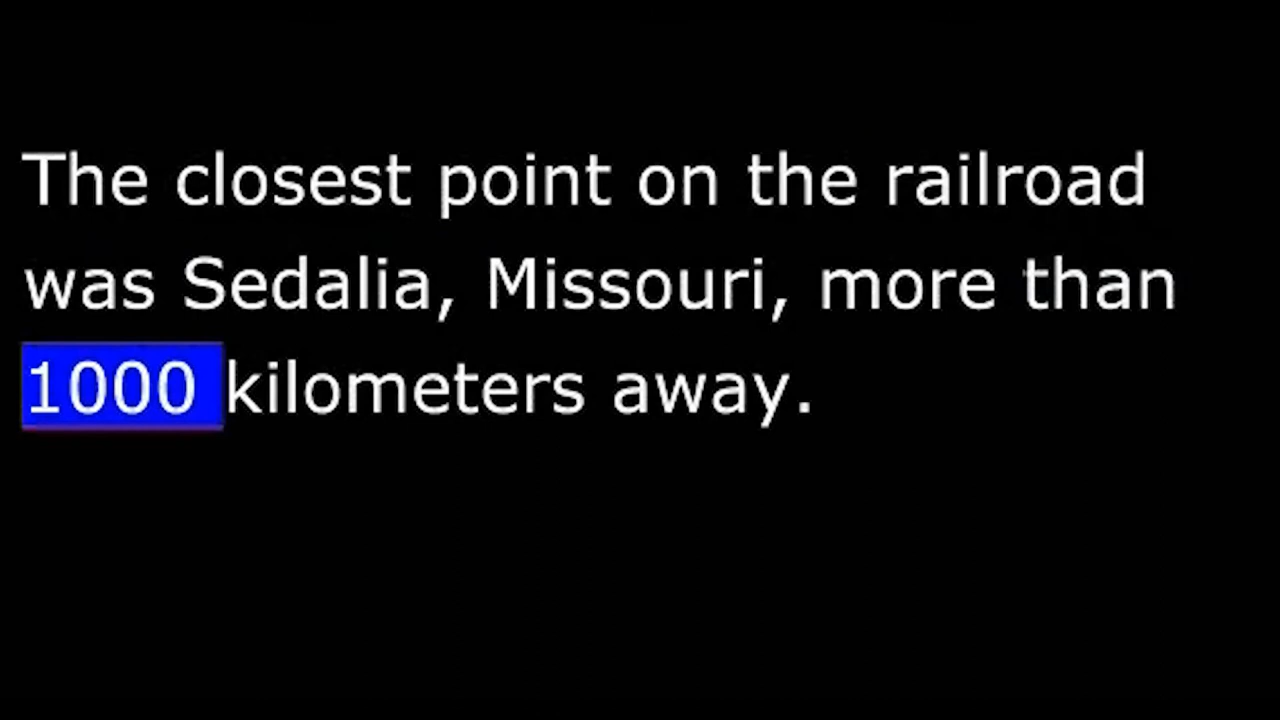 The closest point on the railroad
was Sedalia, Missouri, more than
1000 kilometers away.